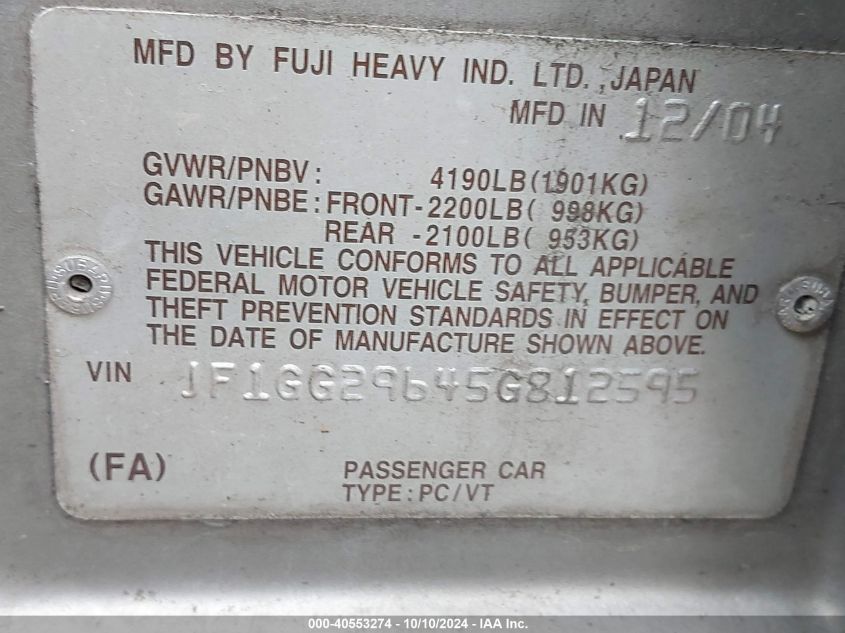 MFD BY FUJI HEAVY IND. LTD., JAPAN
MFD IN 12/04
GVWR/PNBV: 4190LB(1901KG)
GAWR/PNBE: FRONT-2200LB( 998KG)
REAR -2100LB( 953KG)
THIS VEHICLE CONFORMS TO ALL APPLICABLE
FEDERAL MOTOR VEHICLE SAFETY, BUMPER, AND
THEFT PREVENTION STANDARDS IN EFFECT ON
THE DATE OF MANUFACTURE SHOWN ABOVE.
VIN JF1GG29645G812595
(FA) PASSENGER CAR
TYPE: PC/VT
000-40553274 - 10/10/2024 - IAA Inc.